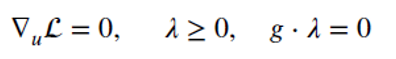 ∇ᵤℒ = 0, λ ≥ 0, g · λ = 0